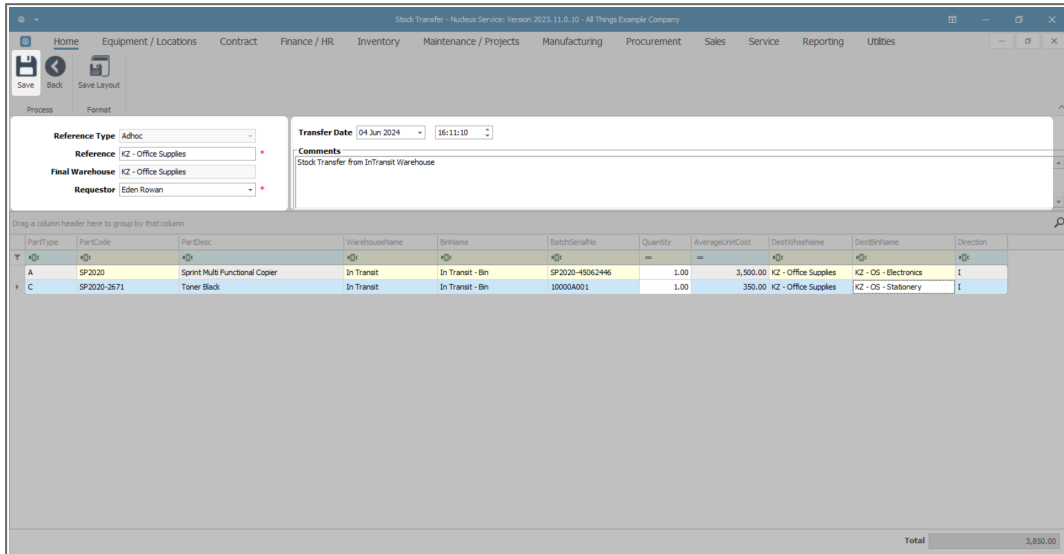 Stock Transfer - Nucleus Service: Version 2023.11.0.10 - All Things Example Company
Home Equipment / Locations Contract Finance / HR Inventory Maintenance / Projects Manufacturing Procurement Sales Service Reporting Utilities
Save Back Save Layout
Process Format
Reference Type Adhoc
Reference KZ - Office Supplies *
Final Warehouse KZ - Office Supplies
Requestor Eden Rowan *
Transfer Date 04 Jun 2024 16:11:10
Comments
Stock Transfer from InTransit Warehouse
Drag a column header here to group by that column
PartType PartCode PartDesc WarehouseName BinName BatchSerialNo Quantity AverageUnitCost DestWhseName DestBinName Direction
A SP2020 Sprint Multi Functional Copier In Transit In Transit - Bin SP2020-45062446 1.00 3,500.00 KZ - Office Supplies KZ - OS - Electronics I
C SP2020-2671 Toner Black In Transit In Transit - Bin 10000A001 1.00 350.00 KZ - Office Supplies KZ - OS - Stationery I
Total 3,850.00